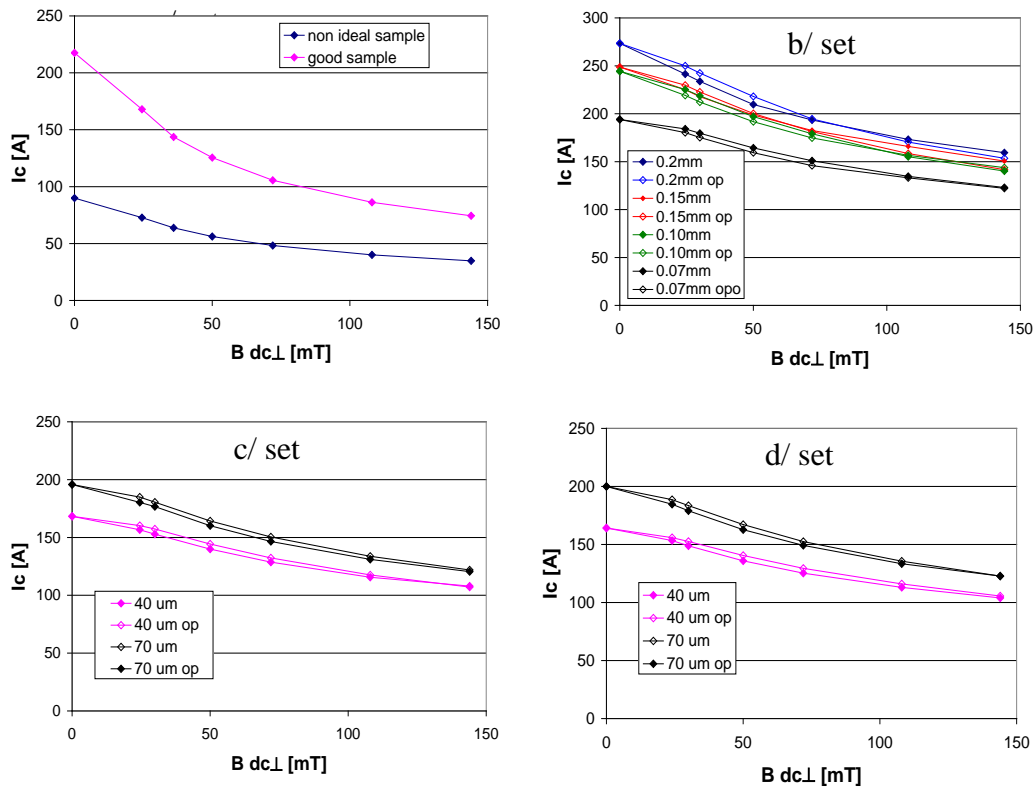 250
200
150
100
50
0
Ic [A]
non ideal sample
good sample
0
50
100
150
B dc⊥ [mT]
300
250
200
150
100
50
0
Ic [A]
b/ set
0.2mm
0.2mm op
0.15mm
0.15mm op
0.10mm
0.10mm op
0.07mm
0.07mm opo
0
50
100
150
B dc⊥ [mT]
250
200
150
100
50
0
Ic [A]
c/ set
40 um
40 um op
70 um
70 um op
0
50
100
150
B dc⊥ [mT]
250
200
150
100
50
0
Ic [A]
d/ set
40 um
40 um op
70 um
70 um op
0
50
100
150
B dc⊥ [mT]